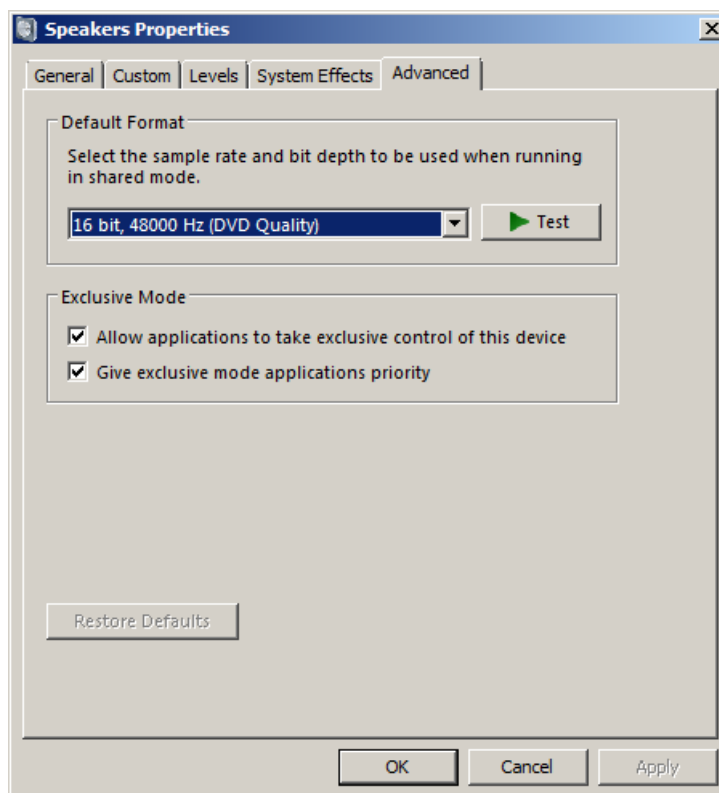 Speakers Properties
General Custom Levels System Effects Advanced
Default Format
Select the sample rate and bit depth to be used when running
in shared mode.
16 bit, 48000 Hz (DVD Quality) Test
Exclusive Mode
Allow applications to take exclusive control of this device
Give exclusive mode applications priority
Restore Defaults
OK Cancel Apply